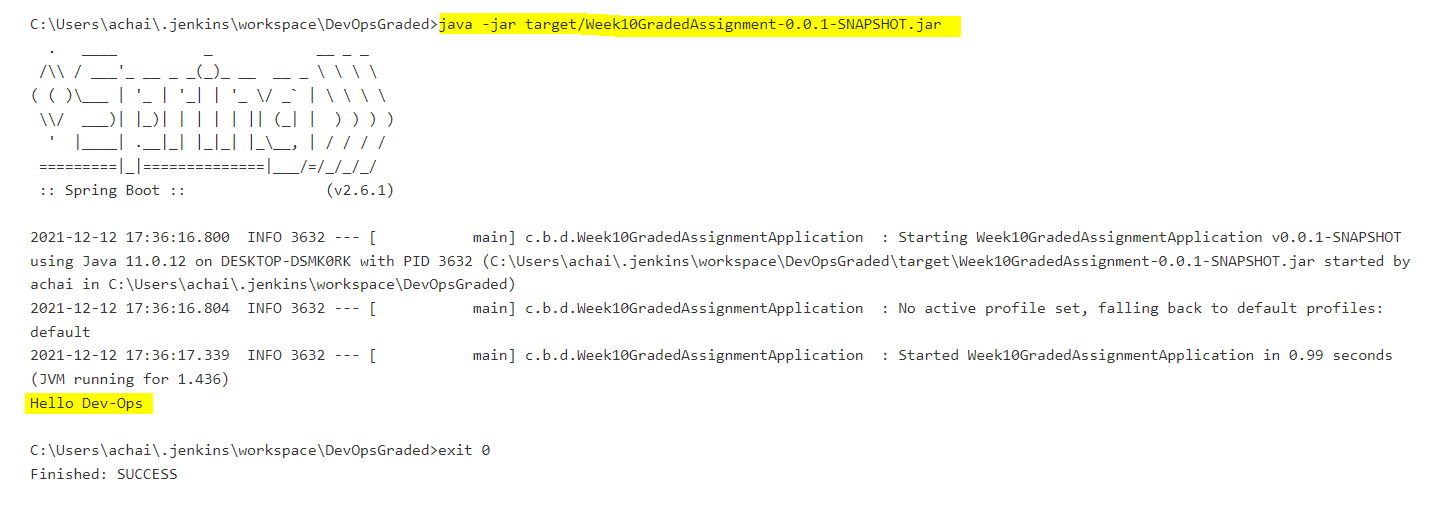 C:\Users\achai\.jenkins\workspace\DevOpsGraded>java -jar target/Week10GradedAssignment-0.0.1-SNAPSHOT.jar
  .   ____          _            __ _ _
 /\\ / ___'_ __ _ _(_)_ __  __ _ \ \ \ \
( ( )\___ | '_ | '_| | '_ \/ _` | \ \ \ \
 \\/  ___)| |_)| | | | | || (_| |  ) ) ) )
  '  |____| .__|_| |_|_| |_\__, | / / / /
 =========|_|==============|___/=/_/_/_/
 :: Spring Boot ::                (v2.6.1)

2021-12-12 17:36:16.800  INFO 3632 --- [           main] c.b.d.Week10GradedAssignmentApplication  : Starting Week10GradedAssignmentApplication v0.0.1-SNAPSHOT
using Java 11.0.12 on DESKTOP-DSMK0RK with PID 3632 (C:\Users\achai\.jenkins\workspace\DevOpsGraded\target\Week10GradedAssignment-0.0.1-SNAPSHOT.jar started by
achai in C:\Users\achai\.jenkins\workspace\DevOpsGraded)
2021-12-12 17:36:16.804  INFO 3632 --- [           main] c.b.d.Week10GradedAssignmentApplication  : No active profile set, falling back to default profiles:
default
2021-12-12 17:36:17.339  INFO 3632 --- [           main] c.b.d.Week10GradedAssignmentApplication  : Started Week10GradedAssignmentApplication in 0.99 seconds
(JVM running for 1.436)
Hello Dev-Ops

C:\Users\achai\.jenkins\workspace\DevOpsGraded>exit 0
Finished: SUCCESS